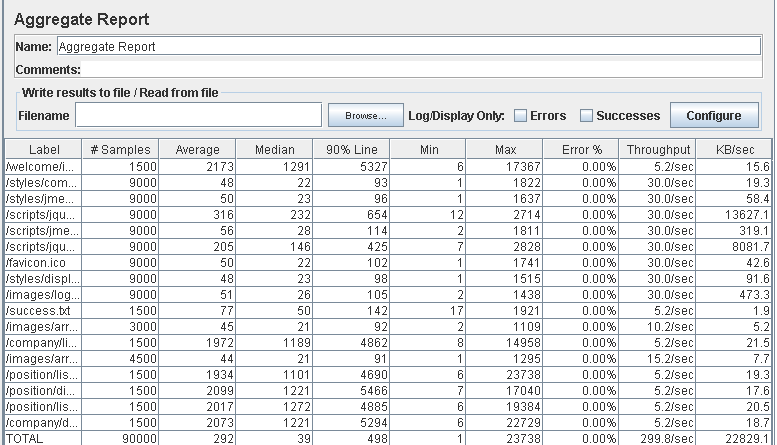 Aggregate Report
Name: Aggregate Report
Comments:
Write results to file / Read from file
Filename Browse... Log/Display Only: Errors Successes Configure
Label # Samples Average Median 90% Line Min Max Error % Throughput KB/sec
/welcome/i... 1500 2173 1291 5327 6 17367 0.00% 5.2/sec 15.6
/styles/com... 9000 48 22 93 1 1822 0.00% 30.0/sec 19.3
/styles/jme... 9000 50 23 96 1 1637 0.00% 30.0/sec 58.4
/scripts/jqu... 9000 316 232 654 12 2714 0.00% 30.0/sec 13627.1
/scripts/jme... 9000 56 28 114 2 1811 0.00% 30.0/sec 319.1
/scripts/jqu... 9000 205 146 425 7 2828 0.00% 30.0/sec 8081.7
/favicon.ico 9000 50 22 102 1 1741 0.00% 30.0/sec 42.6
/styles/displ... 9000 48 23 98 1 1515 0.00% 30.0/sec 91.6
/images/log... 9000 51 26 105 2 1438 0.00% 30.0/sec 473.3
/success.txt 1500 77 50 142 17 1921 0.00% 5.2/sec 1.9
/images/arr... 3000 45 21 92 2 1109 0.00% 10.2/sec 5.2
/company/li... 1500 1972 1189 4862 8 14958 0.00% 5.2/sec 21.5
/images/arr... 4500 44 21 91 1 1295 0.00% 15.2/sec 7.7
/position/lis... 1500 1934 1101 4690 6 23738 0.00% 5.2/sec 19.3
/position/di... 1500 2099 1221 5466 7 17040 0.00% 5.2/sec 17.6
/position/lis... 1500 2017 1272 4885 6 19384 0.00% 5.2/sec 20.5
/company/d... 1500 2073 1221 5294 6 22729 0.00% 5.2/sec 18.7
TOTAL 90000 292 39 498 1 23738 0.00% 299.8/sec 22829.1